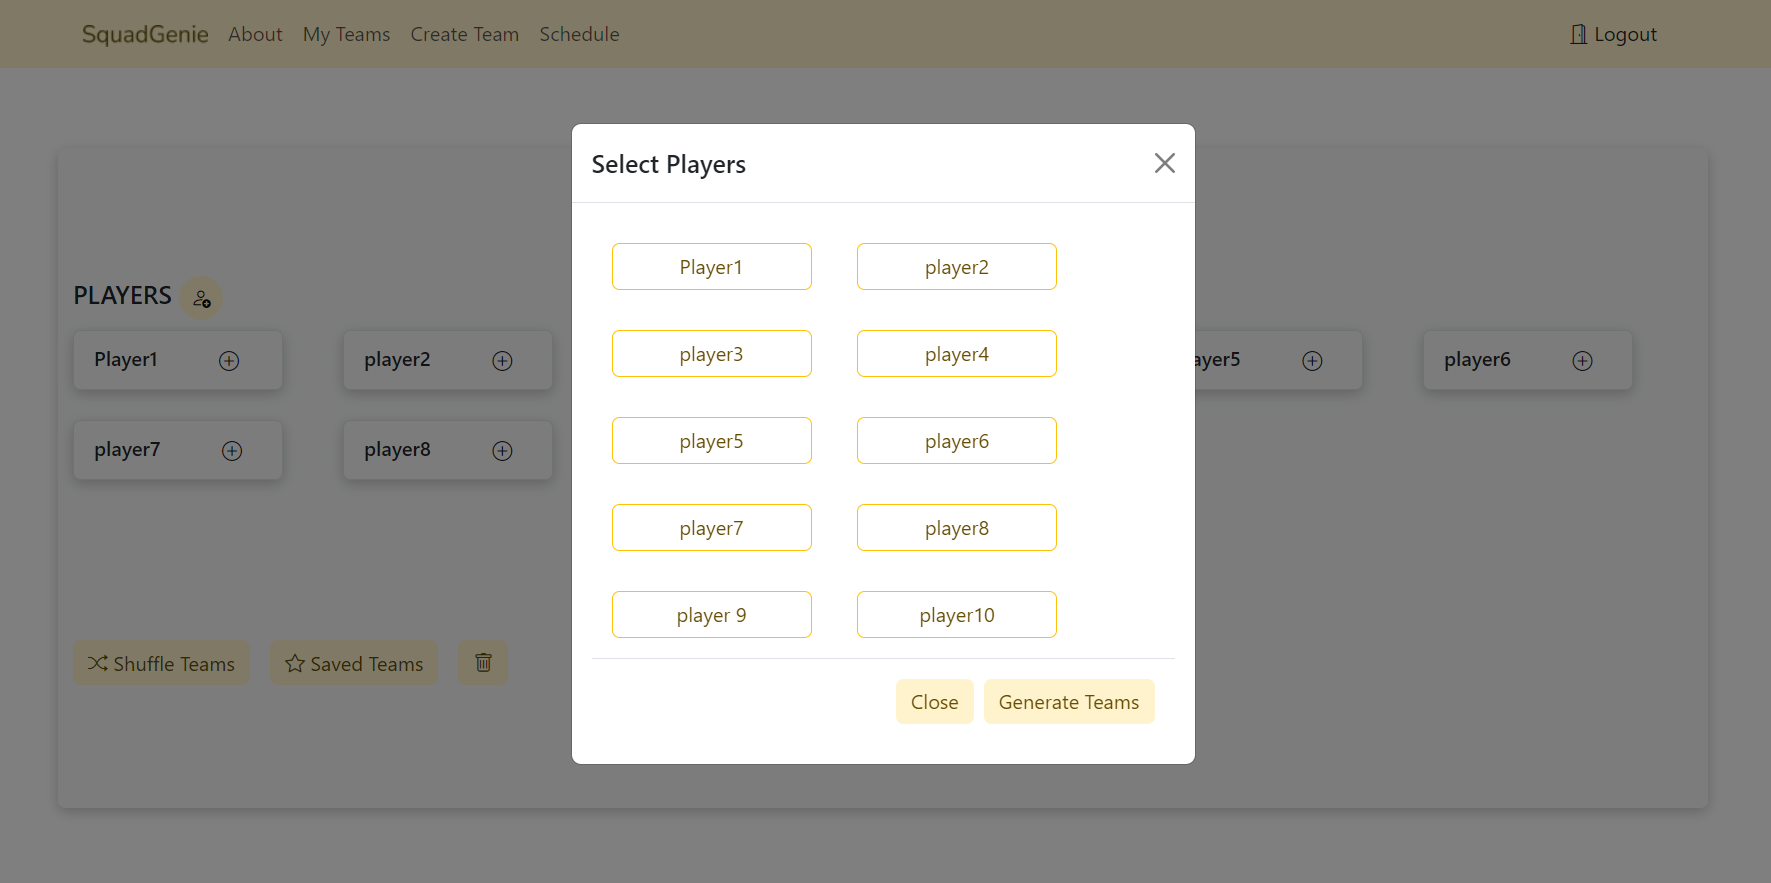 SquadGenie About My Teams Create Team Schedule Logout
Select Players
Player1 player2
player3 player4
player5 player6
player7 player8
player 9 player10
Close Generate Teams
PLAYERS
Player1 player2 ayer5 player6
player7 player8
Shuffle Teams Saved Teams